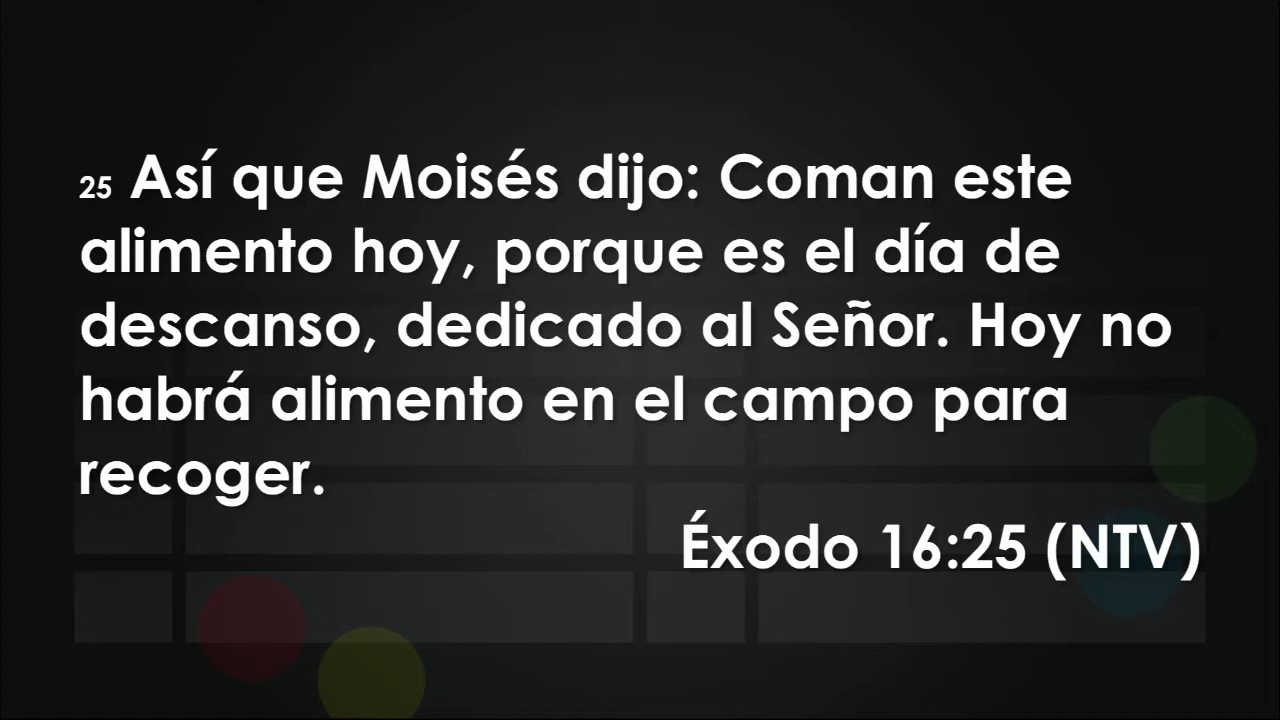 25 Así que Moisés dijo: Coman este
alimento hoy, porque es el día de
descanso, dedicado al Señor. Hoy no
habrá alimento en el campo para
recoger.
Éxodo 16:25 (NTV)